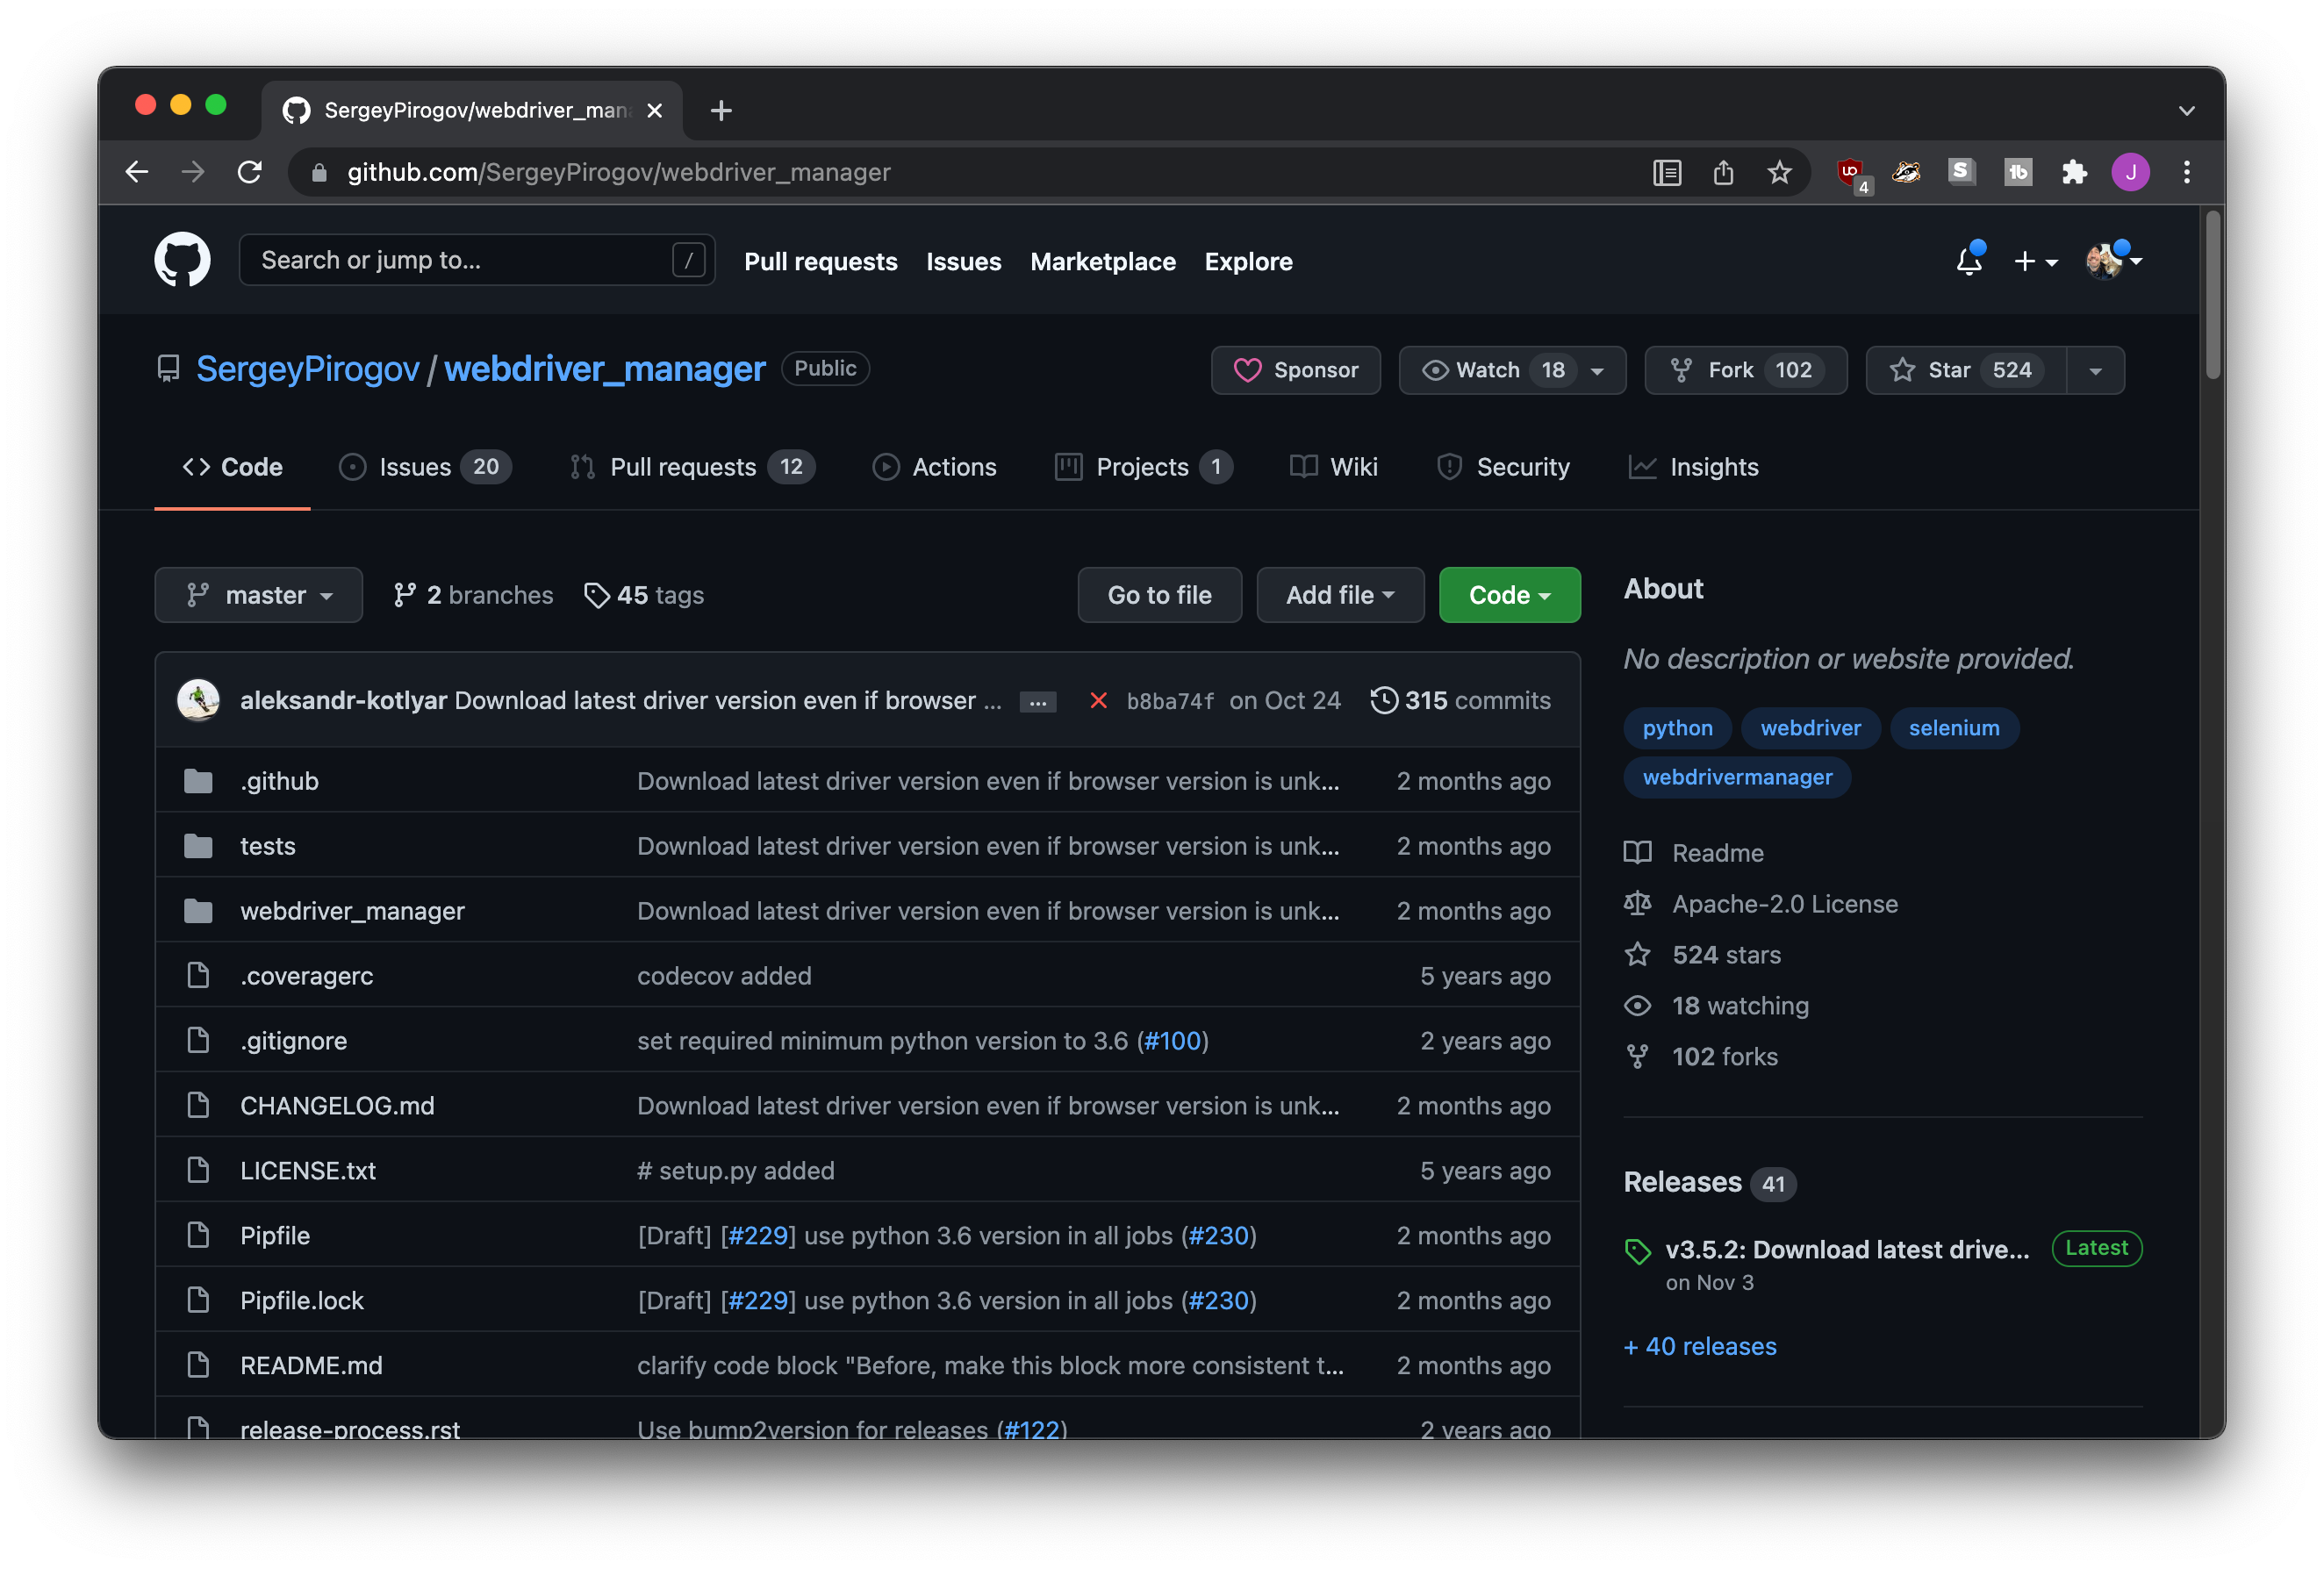 SergeyPirogov/webdriver_mana
github.com/SergeyPirogov/webdriver_manager
4
J
Search or jump to... /
Pull requests Issues Marketplace Explore
SergeyPirogov / webdriver_manager Public
Sponsor Watch 18 Fork 102 Star 524
Code Issues 20 Pull requests 12 Actions Projects 1 Wiki Security Insights
master 2 branches 45 tags Go to file Add file Code
aleksandr-kotlyar Download latest driver version even if browser ... ... b8ba74f on Oct 24 315 commits
.github Download latest driver version even if browser version is unk... 2 months ago
tests Download latest driver version even if browser version is unk... 2 months ago
webdriver_manager Download latest driver version even if browser version is unk... 2 months ago
.coveragerc codecov added 5 years ago
.gitignore set required minimum python version to 3.6 (#100) 2 years ago
CHANGELOG.md Download latest driver version even if browser version is unk... 2 months ago
LICENSE.txt # setup.py added 5 years ago
Pipfile [Draft] [#229] use python 3.6 version in all jobs (#230) 2 months ago
Pipfile.lock [Draft] [#229] use python 3.6 version in all jobs (#230) 2 months ago
README.md clarify code block "Before, make this block more consistent t... 2 months ago
release-process.rst Use bump2version for releases (#122) 2 years ago
About
No description or website provided.
python webdriver selenium
webdrivermanager
Readme
Apache-2.0 License
524 stars
18 watching
102 forks
Releases 41
v3.5.2: Download latest drive... Latest
on Nov 3
+ 40 releases